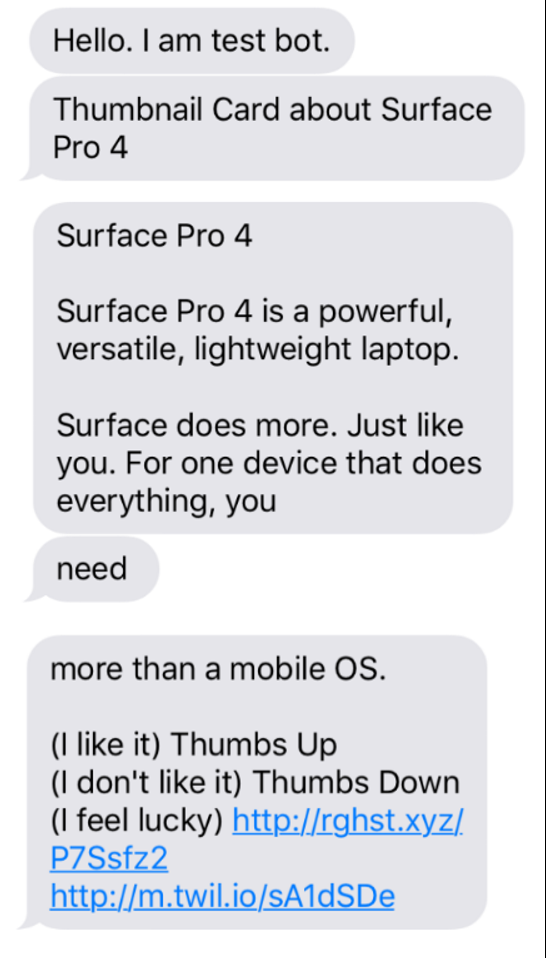 Hello. I am test bot.
Thumbnail Card about Surface
Pro 4
Surface Pro 4
Surface Pro 4 is a powerful,
versatile, lightweight laptop.
Surface does more. Just like
you. For one device that does
everything, you
need
more than a mobile OS.
(I like it) Thumbs Up
(I don't like it) Thumbs Down
(I feel lucky) http://rghst.xyz/
P7Ssfz2
http://m.twil.io/sA1dSDe